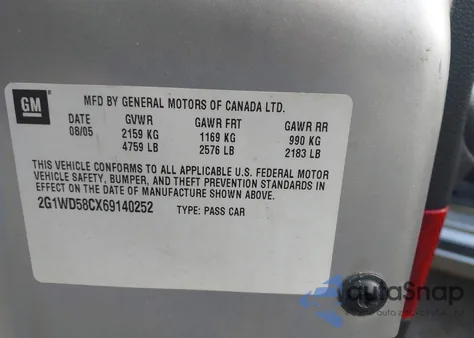 GM
MFD BY GENERAL MOTORS OF CANADA LTD.
DATE GVWR GAWR FRT GAWR RR
08/05 2159 KG 1169 KG 990 KG
4759 LB 2576 LB 2183 LB
THIS VEHICLE CONFORMS TO ALL APPLICABLE U.S. FEDERAL MOTOR
VEHICLE SAFETY, BUMPER, AND THEFT PREVENTION STANDARDS IN
EFFECT ON THE DATE OF MANUFACTURE SHOWN ABOVE.
2G1WD58CX69140252 TYPE: PASS CAR
autoSnap